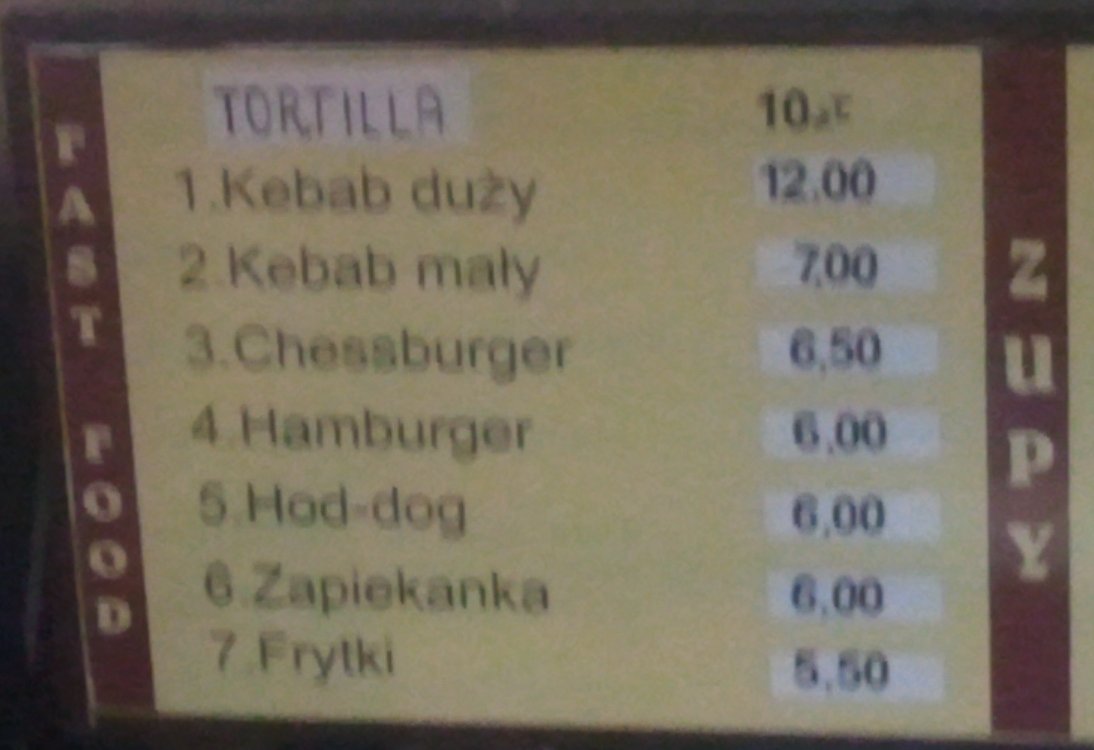 FAST FOOD
TORTILLA 10 zł
1.Kebab duży 12,00
2.Kebab mały 7,00
3.Chessburger 6,50
4.Hamburger 6,00
5.Hod-dog 6,00
6.Zapiekanka 6,00
7.Frytki 5,50
ZUPY